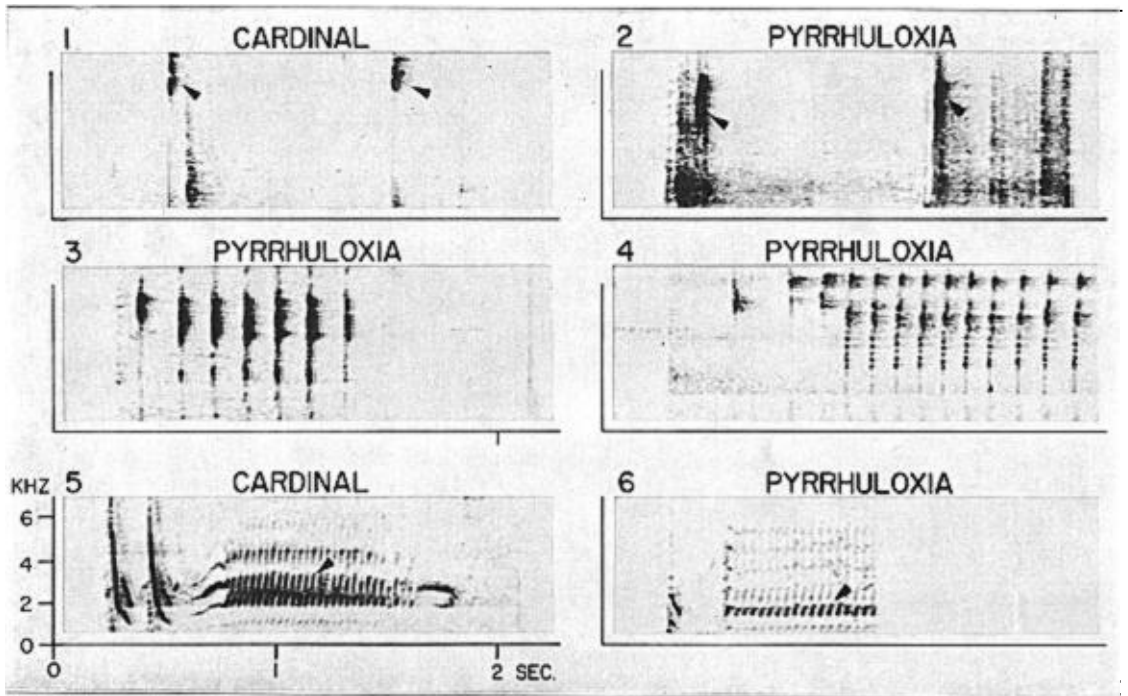 1 CARDINAL
2 PYRRHULOXIA
3 PYRRHULOXIA
4 PYRRHULOXIA
KHZ 5 CARDINAL
6 PYRRHULOXIA
6
4
2
0
0 1 2 SEC.